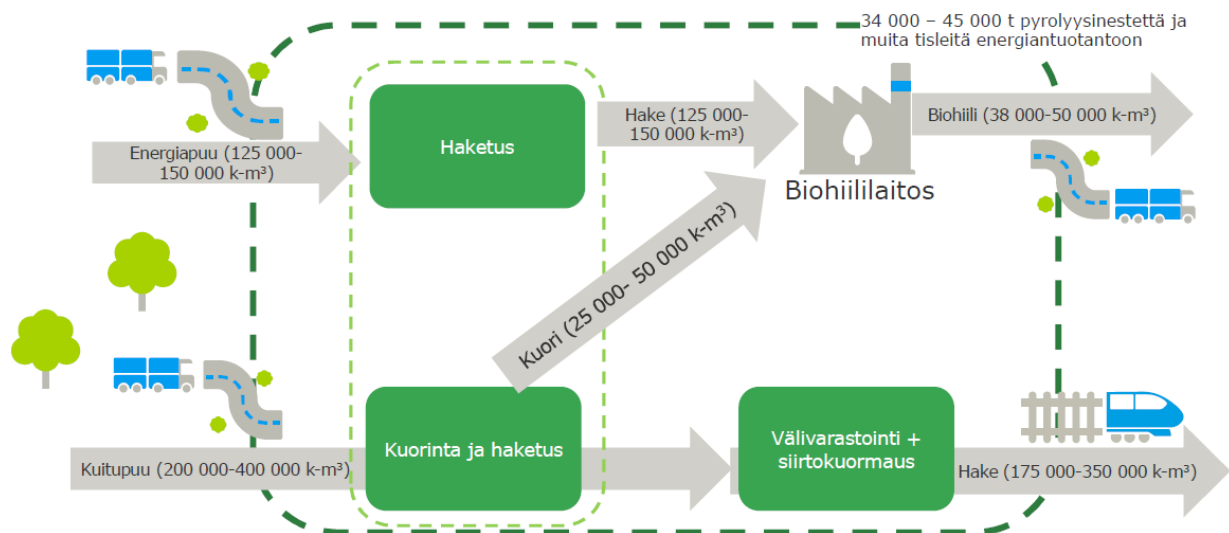 34 000 – 45 000 t pyrolyysinestettä ja
muita tisleitä energiantuotantoon
Energiapuu (125 000-
150 000 k-m³)
Haketus
Hake (125 000-
150 000 k-m³)
Biohiililaitos
Biohiili (38 000-50 000 k-m³)
Kuori (25 000- 50 000 k-m³)
Kuitupuu (200 000-400 000 k-m³)
Kuorinta ja haketus
Välivarastointi +
siirtokuormaus
Hake (175 000-350 000 k-m³)